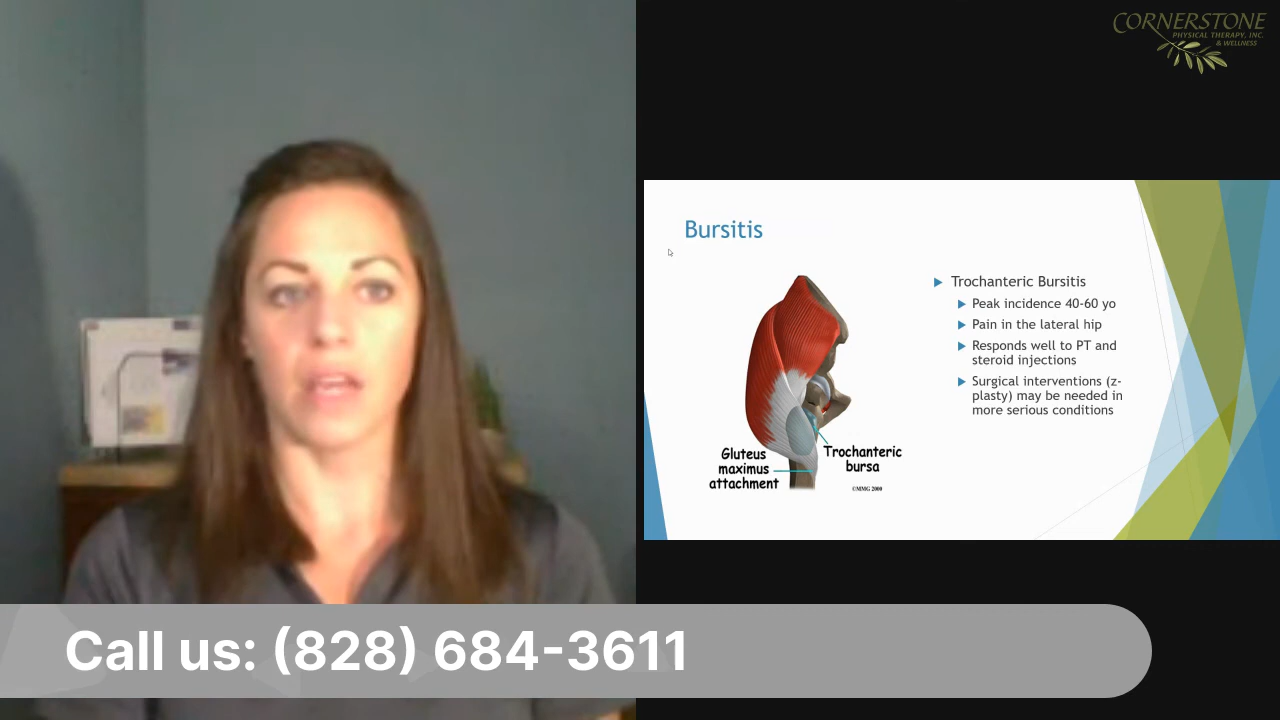 CORNERSTONE
PHYSICAL THERAPY, INC.
& WELLNESS
Bursitis
Trochanteric Bursitis
Peak incidence 40-60 yo
Pain in the lateral hip
Responds well to PT and
steroid injections
Surgical interventions (z-
plasty) may be needed in
more serious conditions
Gluteus
maximus
attachment
Trochanteric
bursa
©MMG 2000
Call us: (828) 684-3611